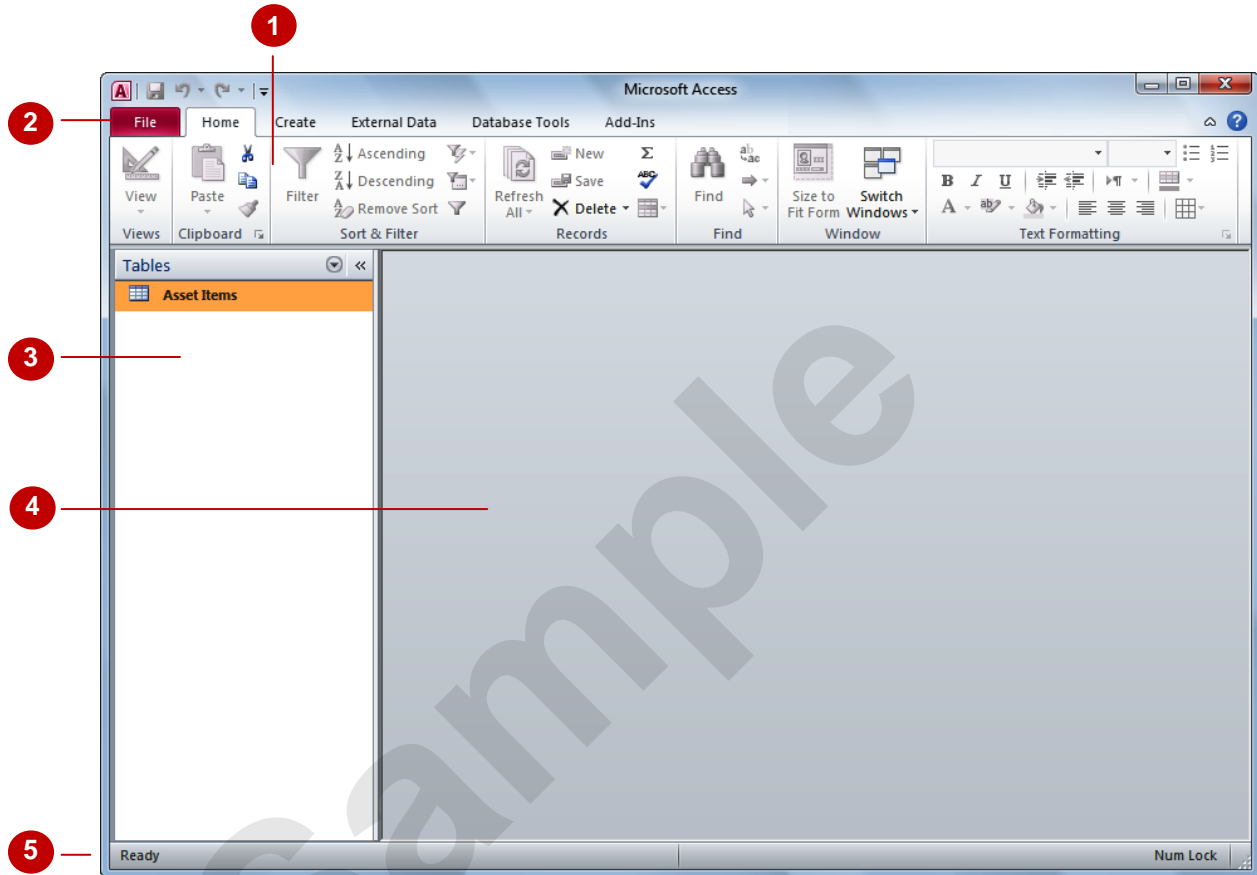 1
Microsoft Access
2
File Home Create External Data Database Tools Add-Ins
Ascending New
View Paste Filter Descending Refresh All Save Find Size to Fit Form Switch Windows B I U
Remove Sort Delete
Views Clipboard Sort & Filter Records Find Window Text Formatting
Tables
Asset Items
3
4
5
Ready Num Lock
Sample